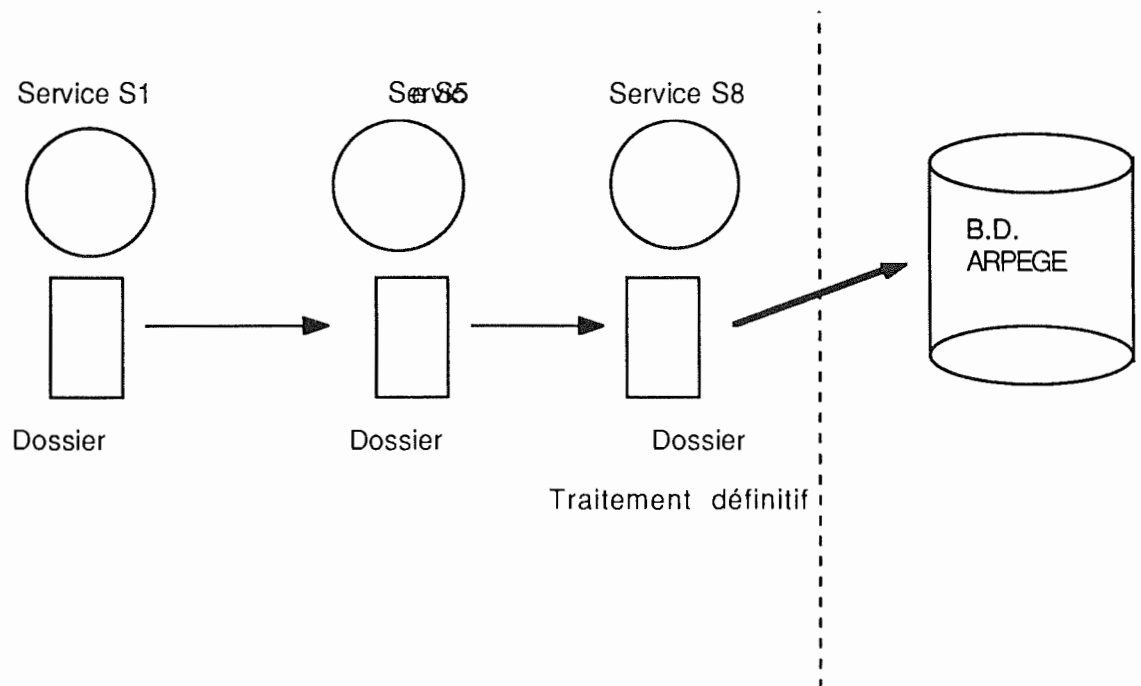 Service S1
Service S8
B.D.
ARPEGE
Dossier
Dossier
Dossier
Traitement définitif